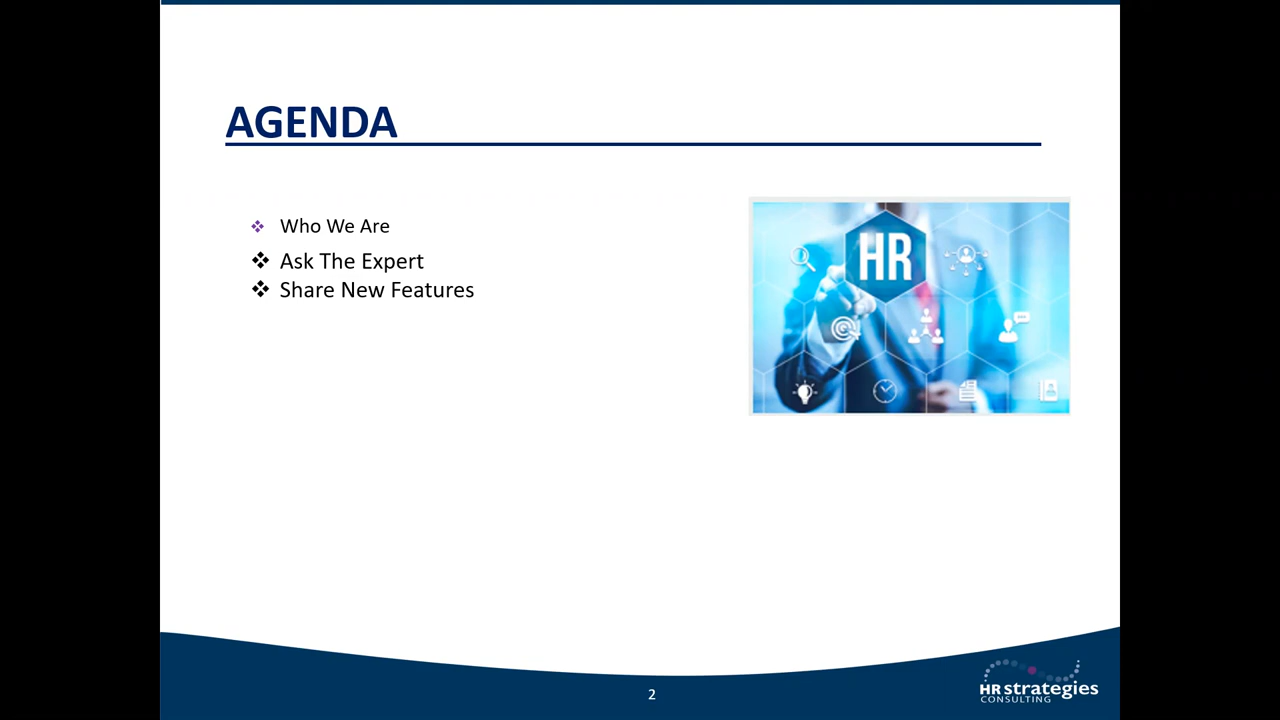 AGENDA
❖ Who We Are
❖ Ask The Expert
❖ Share New Features
HR
2
HR strategies
CONSULTING